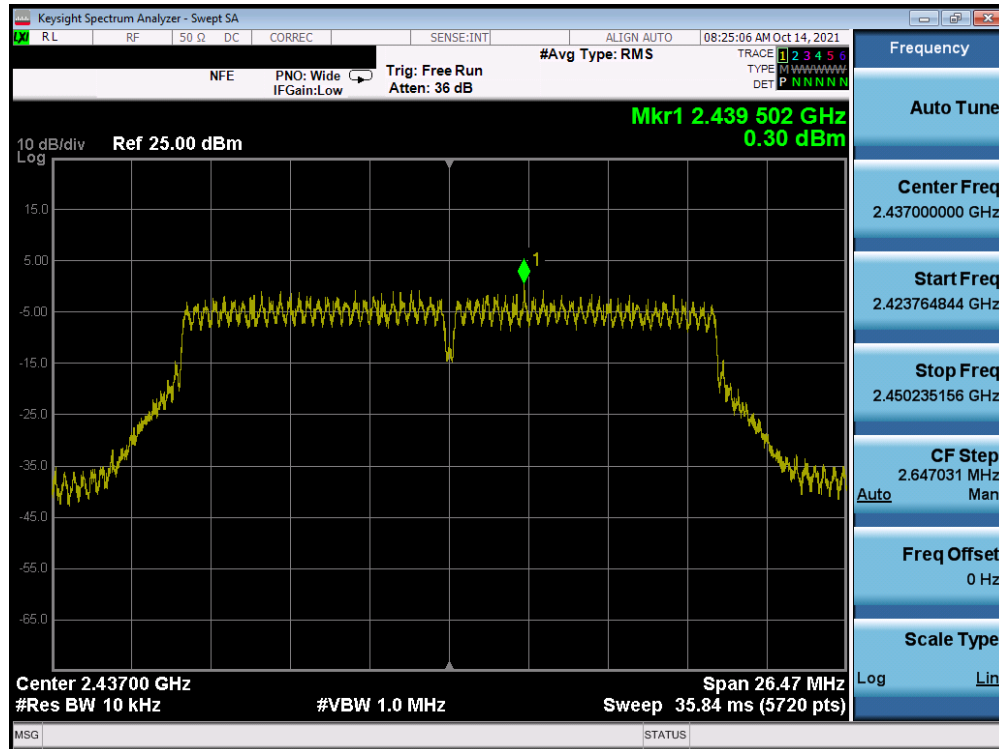 Keysight Spectrum Analyzer - Swept SA
LXI RL RF 50 Ω DC CORREC SENSE:INT ALIGN AUTO 08:25:06 AM Oct 14, 2021
#Avg Type: RMS TRACE 1 2 3 4 5 6
NFE PNO: Wide Trig: Free Run TYPE M W W W W W
IFGain:Low Atten: 36 dB DET P N N N N N
Mkr1 2.439 502 GHz
0.30 dBm
10 dB/div Ref 25.00 dBm
Log
15.0
5.00
1
-5.00
-15.0
-25.0
-35.0
-45.0
-55.0
-65.0
Center 2.43700 GHz Span 26.47 MHz
#Res BW 10 kHz #VBW 1.0 MHz Sweep 35.84 ms (5720 pts)
MSG STATUS
Frequency
Auto Tune
Center Freq
2.437000000 GHz
Start Freq
2.423764844 GHz
Stop Freq
2.450235156 GHz
CF Step
2.647031 MHz
Auto Man
Freq Offset
0 Hz
Scale Type
Log Lin